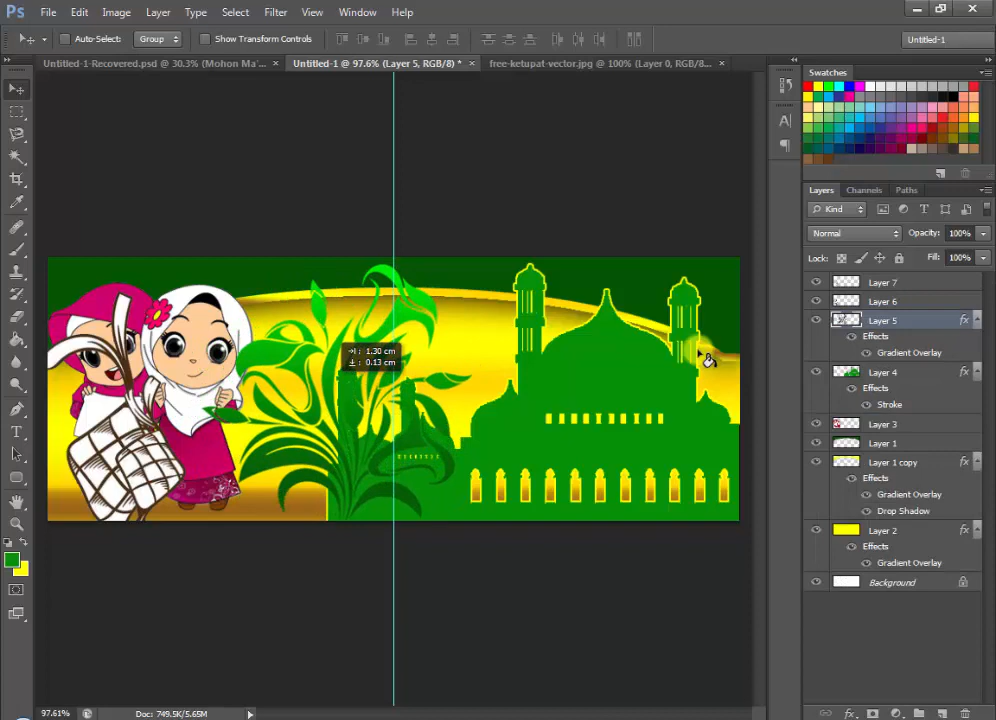 Ps File Edit Image Layer Type Select Filter View Window Help
Auto-Select: Group Show Transform Controls Untitled-1
Untitled-1-Recovered.psd @ 30.3% (Mohon Ma... × Untitled-1 @ 97.6% (Layer 5, RGB/8) * × free-ketupat-vector.jpg @ 100% (Layer 0, RGB/8... ×
Swatches
Layers Channels Paths
Kind
Normal Opacity: 100%
Lock: Fill: 100%
Layer 7
Layer 6
Layer 5 fx
Effects
Gradient Overlay
Layer 4 fx
Effects
Stroke
Layer 3
Layer 1
Layer 1 copy fx
Effects
Gradient Overlay
Drop Shadow
Layer 2 fx
Effects
Gradient Overlay
Background
: 1.30 cm
: 0.13 cm
97.61% Doc: 749.5K/5.65M